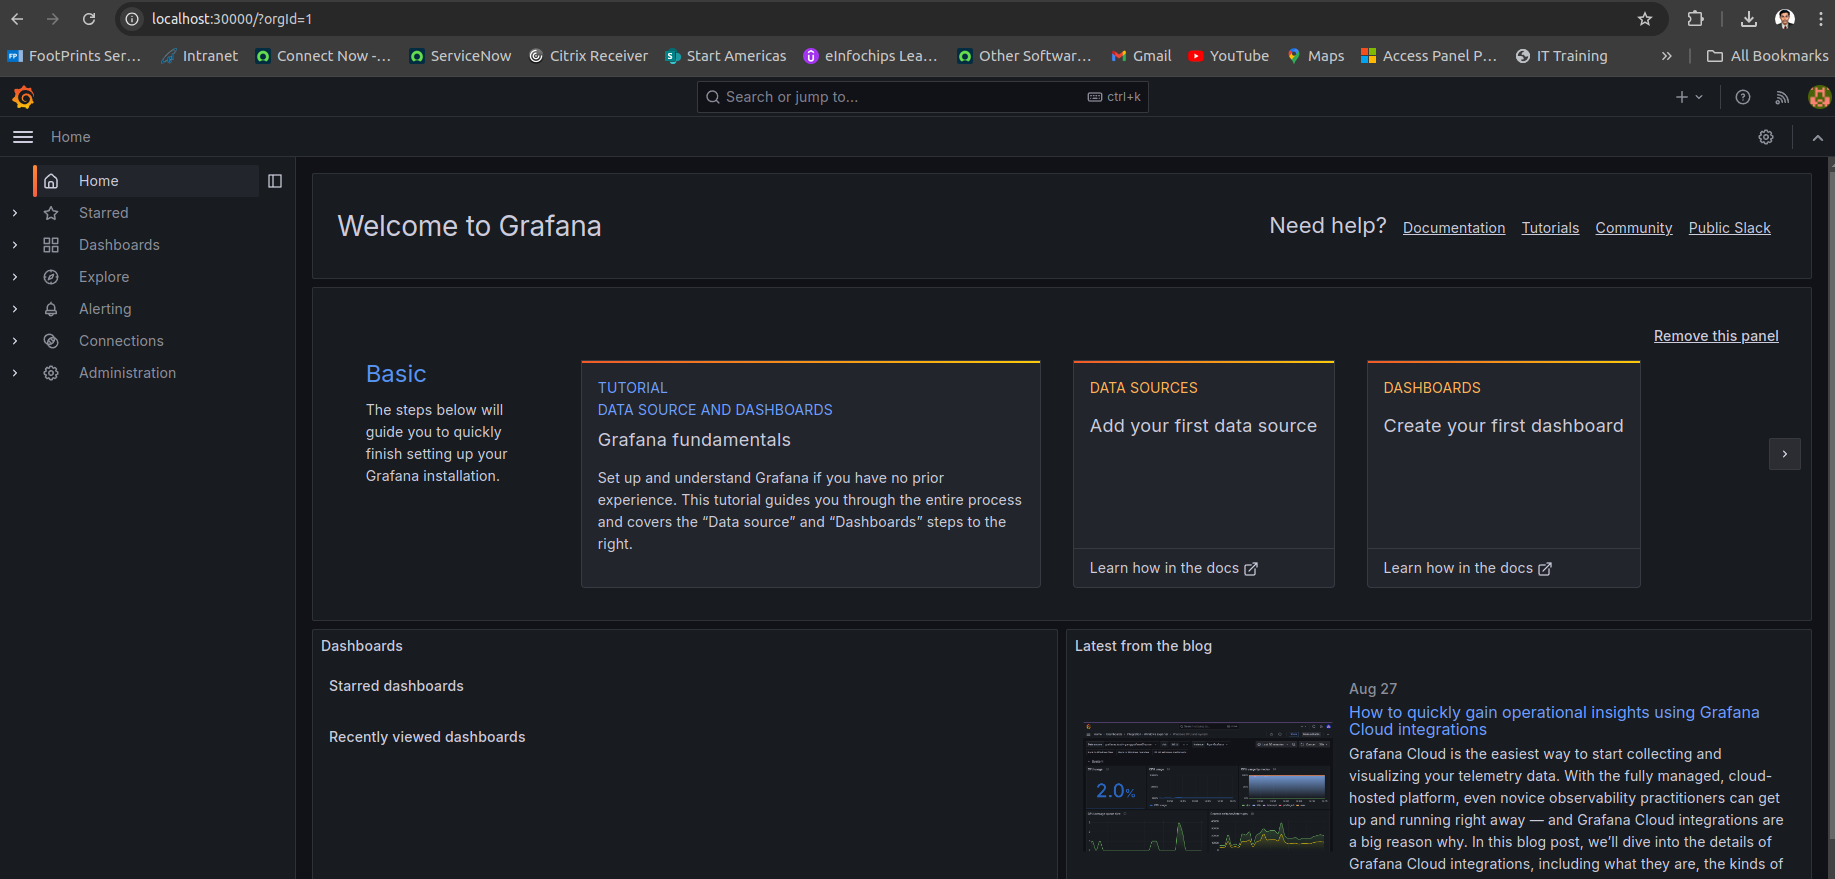 localhost:30000/?orgId=1
FootPrints Ser...
Intranet
Connect Now -...
ServiceNow
Citrix Receiver
Start Americas
eInfochips Lea...
Other Softwar...
Gmail
YouTube
Maps
Access Panel P...
IT Training
All Bookmarks
Search or jump to...
ctrl+k
Home
Home
Starred
Dashboards
Explore
Alerting
Connections
Administration
Welcome to Grafana
Need help?
Documentation
Tutorials
Community
Public Slack
Remove this panel
Basic
The steps below will
guide you to quickly
finish setting up your
Grafana installation.
TUTORIAL
DATA SOURCE AND DASHBOARDS
Grafana fundamentals
Set up and understand Grafana if you have no prior
experience. This tutorial guides you through the entire process
and covers the “Data source” and “Dashboards” steps to the
right.
DATA SOURCES
Add your first data source
Learn how in the docs
DASHBOARDS
Create your first dashboard
Learn how in the docs
Dashboards
Starred dashboards
Recently viewed dashboards
Latest from the blog
2.0%
Aug 27
How to quickly gain operational insights using Grafana
Cloud integrations
Grafana Cloud is the easiest way to start collecting and
visualizing your telemetry data. With the fully managed, cloud-
hosted platform, even novice observability practitioners can get
up and running right away — and Grafana Cloud integrations are
a big reason why. In this blog post, we’ll dive into the details of
Grafana Cloud integrations, including what they are, the kinds of